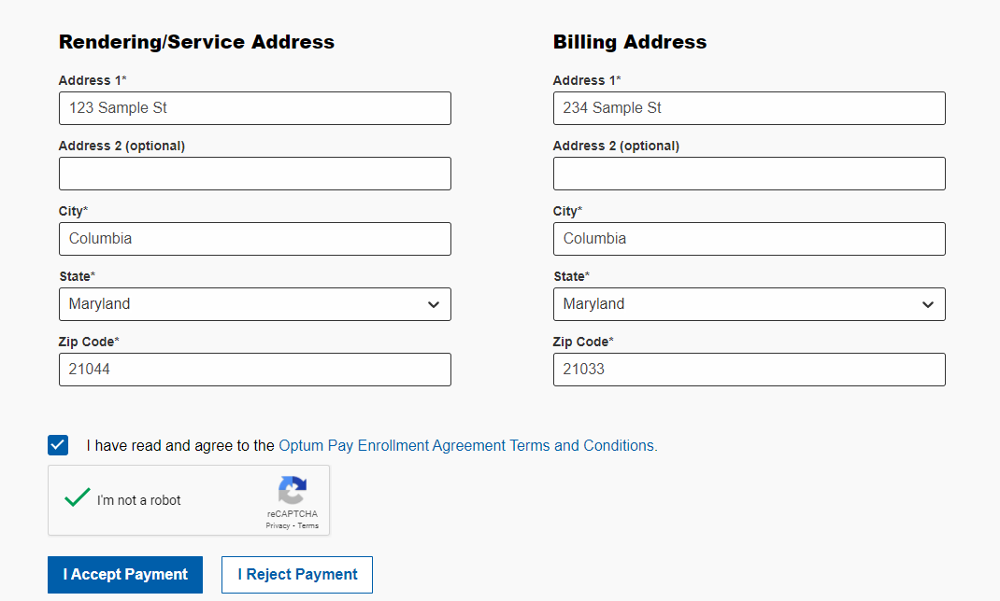 Rendering/Service Address
Address 1*
123 Sample St
Address 2 (optional)
City*
Columbia
State*
Maryland
Zip Code*
21044
Billing Address
Address 1*
234 Sample St
Address 2 (optional)
City*
Columbia
State*
Maryland
Zip Code*
21033
I have read and agree to the Optum Pay Enrollment Agreement Terms and Conditions.
I'm not a robot
reCAPTCHA
Privacy - Terms
I Accept Payment
I Reject Payment